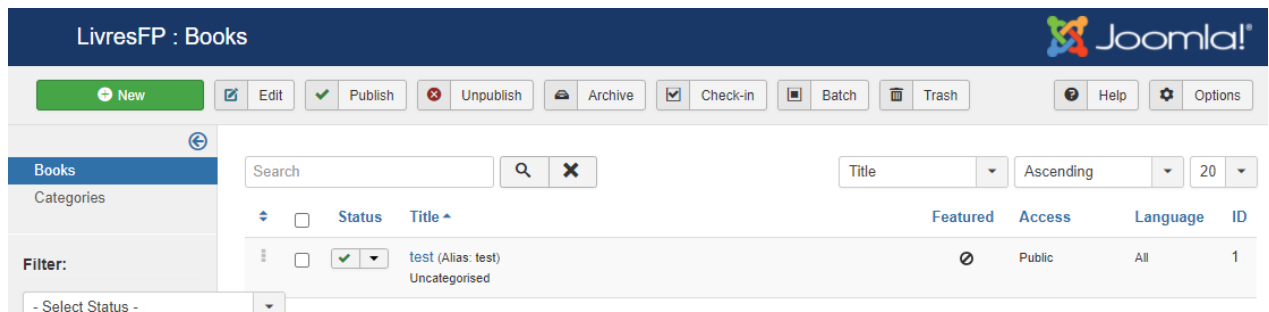 LivresFP : Books
Joomla!®
New Edit Publish Unpublish Archive Check-in Batch Trash Help Options
Books
Categories
Filter:
- Select Status -
Search Title Ascending 20
Status Title Featured Access Language ID
test (Alias: test) Public All 1
Uncategorised